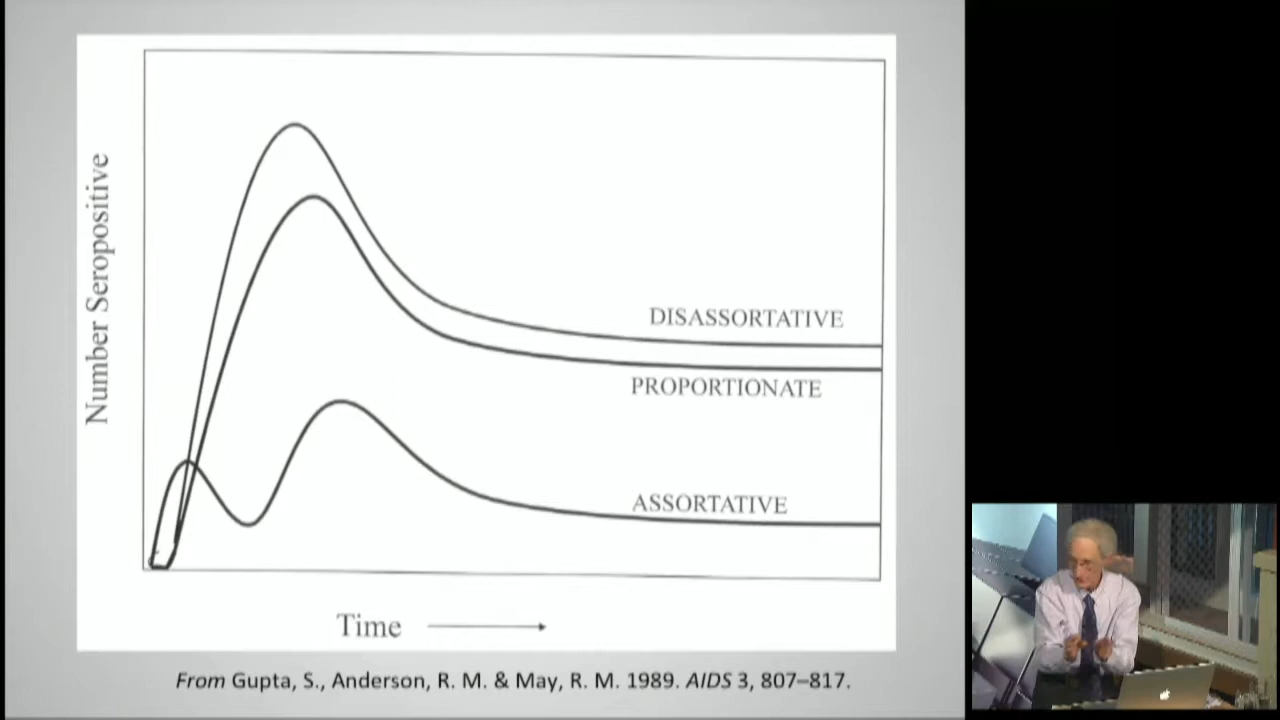 Number Seropositive
DISASSORTATIVE
PROPORTIONATE
ASSORTATIVE
Time
From Gupta, S., Anderson, R. M. & May, R. M. 1989. AIDS 3, 807–817.